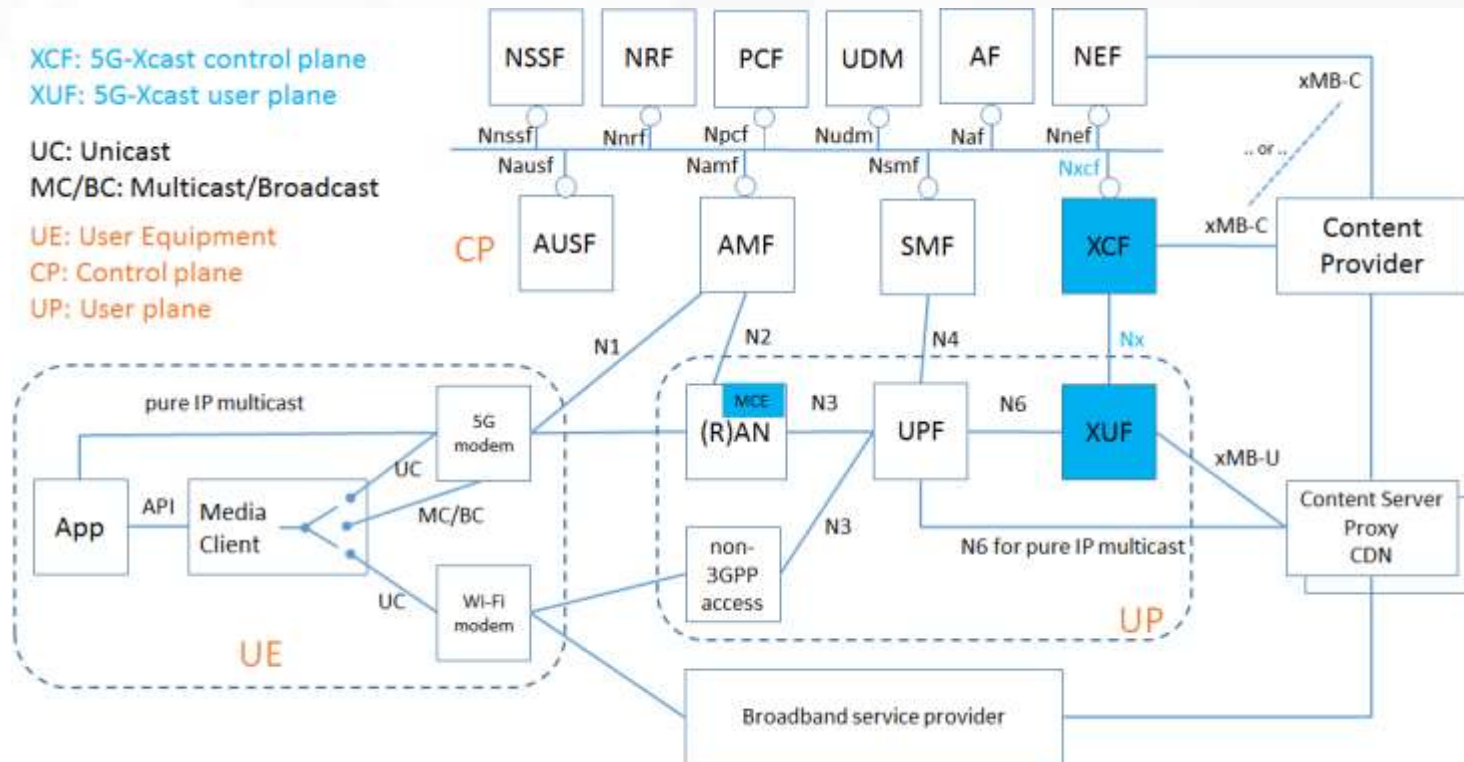 XCF: 5G-Xcast control plane
XUF: 5G-Xcast user plane
UC: Unicast
MC/BC: Multicast/Broadcast
UE: User Equipment
CP: Control plane
UP: User plane
NSSF
NRF
PCF
UDM
AF
NEF
xMB-C
Nnssf
Nnrf
Npcf
Nudm
Naf
Nnef
.. or ..
Nausf
Namf
Nsmf
Nxcf
CP
AUSF
AMF
SMF
XCF
xMB-C
Content
Provider
N1
N2
N4
Nx
pure IP multicast
5G
modem
MCE
(R)AN
N3
UPF
N6
XUF
xMB-U
UC
App
API
Media
Client
MC/BC
N3
N6 for pure IP multicast
Content Server
Proxy
CDN
non-
3GPP
access
UC
Wi-Fi
modem
UE
UP
Broadband service provider